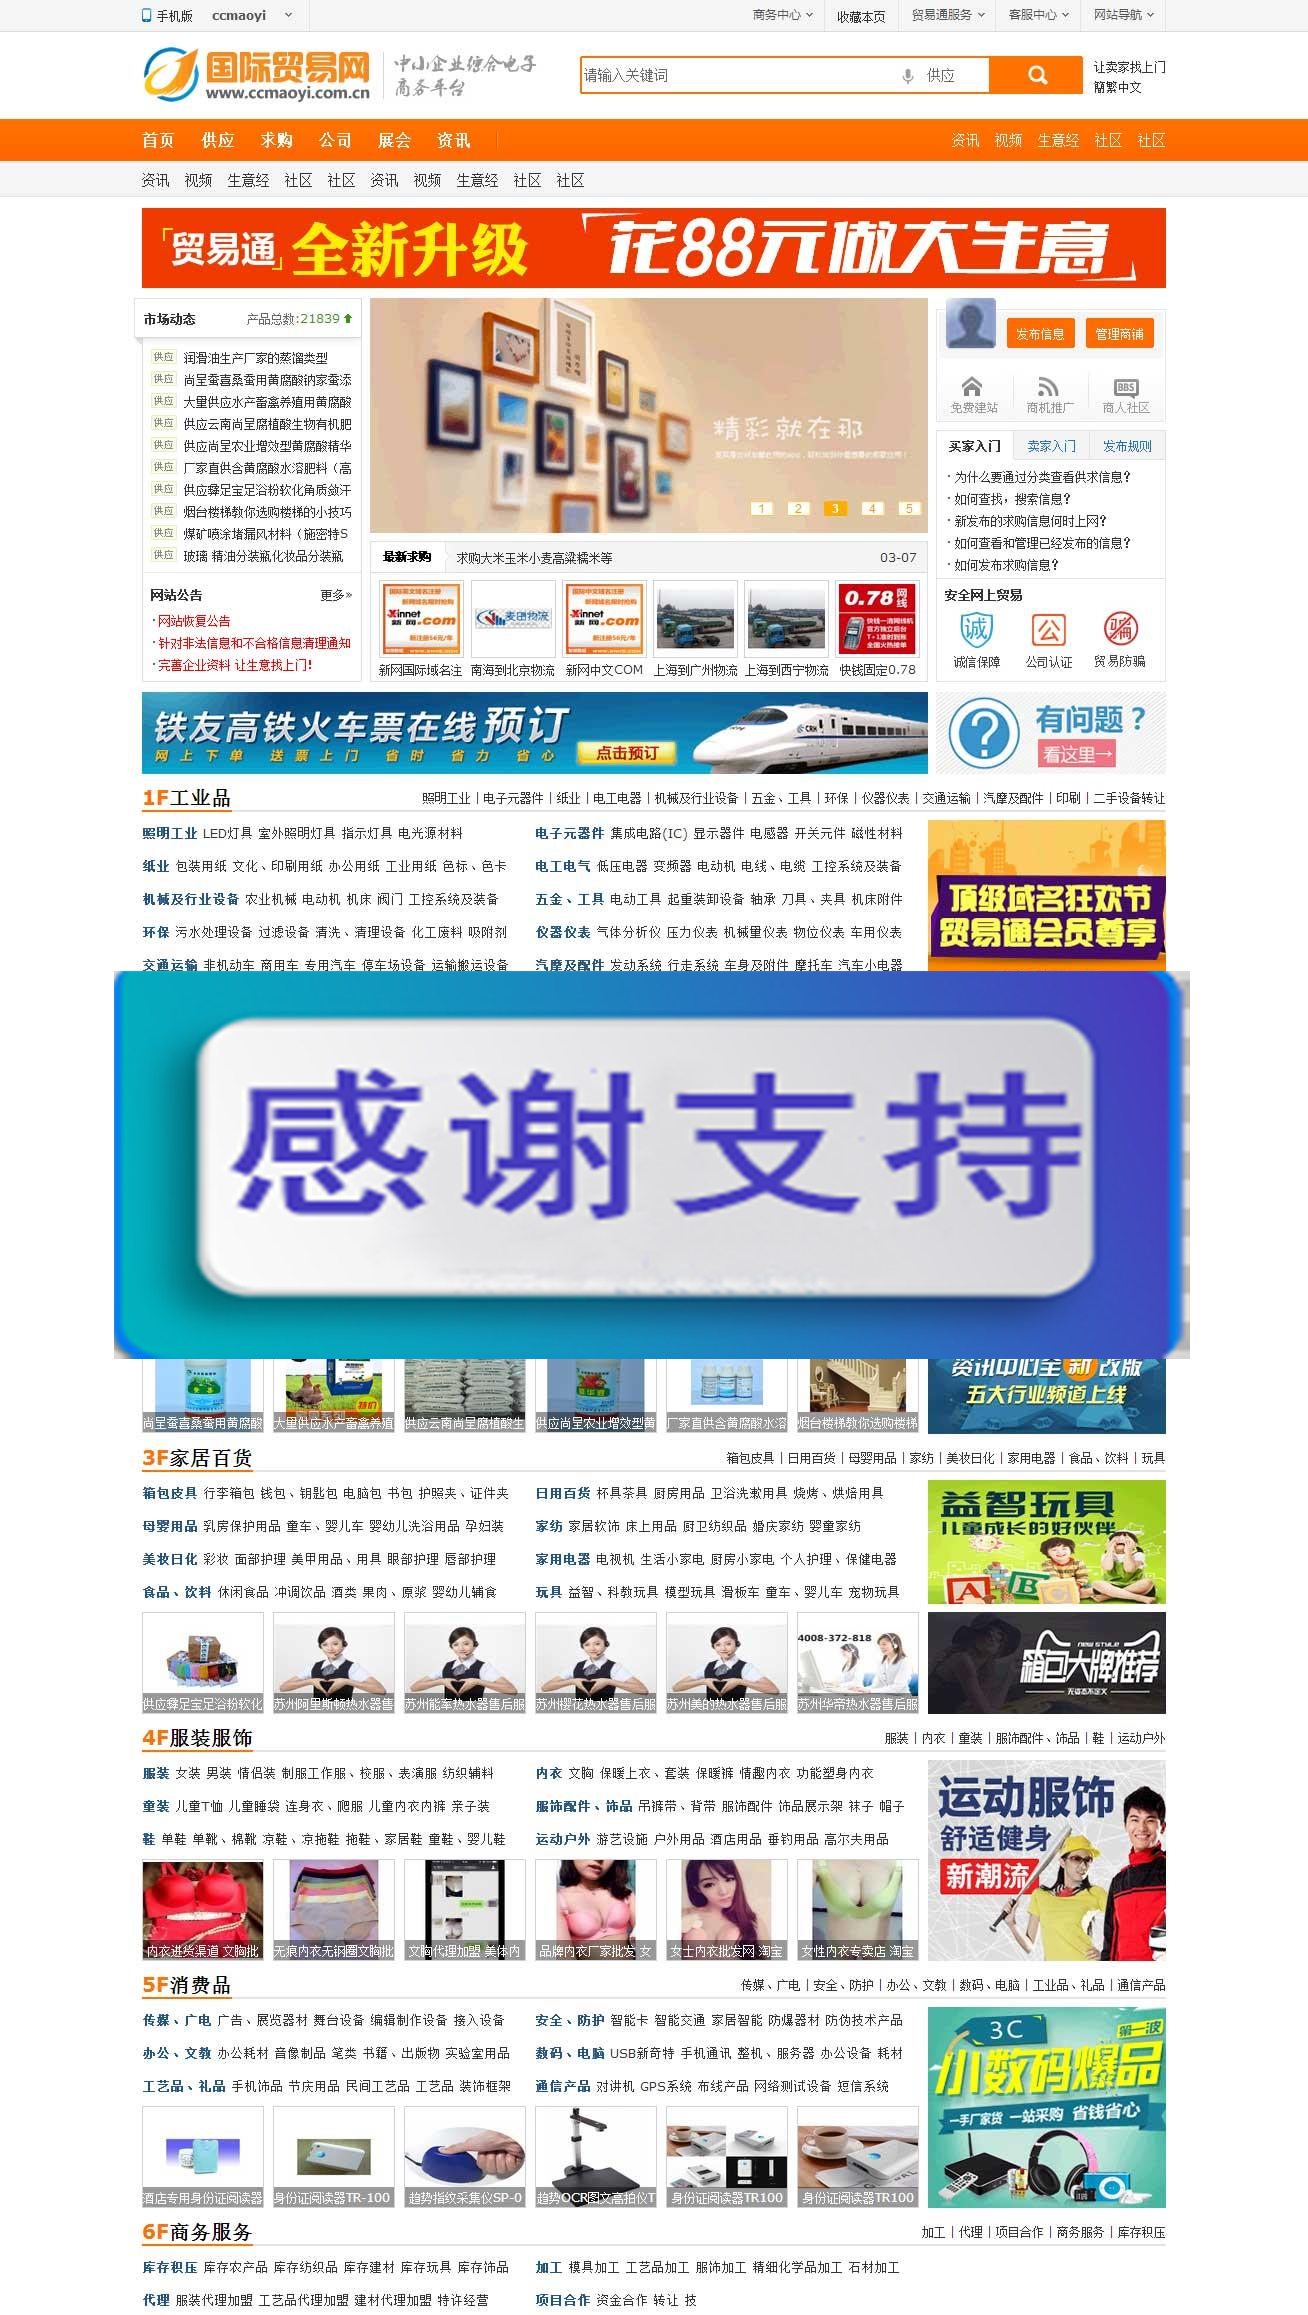 手机版 ccmaoyi
商务中心 收藏本页 贸易通服务 客服中心 网站导航
国际贸易网
www.ccmaoyi.com.cn
中小企业综合电子
商务平台
请输入关键词 供应
让卖家找上门
簡繁中文
首页 供应 求购 公司 展会 资讯
资讯 视频 生意经 社区 社区
资讯 视频 生意经 社区 社区 资讯 视频 生意经 社区 社区
「贸易通」全新升级 花88元做大生意
市场动态 产品总数:21839
供应 润滑油生产厂家的蒸馏类型
供应 尚呈蚕喜桑蚕用黄腐酸钠家蚕添
供应 大量供应水产畜禽养殖用黄腐酸
供应 供应云南尚呈腐植酸生物有机肥
供应 供应尚呈农业增效型黄腐酸精华
供应 厂家直供含黄腐酸水溶肥料（高
供应 供应彝足宝足浴粉软化角质敛汗
供应 烟台楼梯教你选购楼梯的小技巧
供应 煤矿喷涂堵漏风材料（施密特S
供应 玻璃 精油分装瓶化妆品分装瓶
网站公告 更多»
·网站恢复公告
·针对非法信息和不合格信息清理通知
·完善企业资料 让生意找上门!
精彩就在那
1 2 3 4 5
最新求购 求购大米玉米小麦高粱糯米等 03-07
国际英文域名注册
新网域名限时抢购
Xinnet
新网.com
新注册56元/年
麦田物流
国际中文域名注册
新网域名限时抢购
Xinnet
新网.com
新注册56元/年
0.78 网线
快钱一清网线机
官方独立后台
T+1准时到账
全国火热接单
新网国际域名注 南海到北京物流 新网中文COM 上海到广州物流 上海到西宁物流 快钱固定0.78
发布信息 管理商铺
BBS
免费建站 商机推广 商人社区
买家入门 卖家入门 发布规则
·为什么要通过分类查看供求信息？
·如何查找，搜索信息？
·新发布的求购信息何时上网？
·如何查看和管理已经发布的信息？
·如何发布求购信息？
安全网上贸易
诚 公 骗
诚信保障 公司认证 贸易防骗
铁友高铁火车票在线预订
网上下单 送票上门 省时 省力 省心
点击预订
CRH
有问题？
看这里→
1F工业品
照明工业 | 电子元器件 | 纸业 | 电工电器 | 机械及行业设备 | 五金、工具 | 环保 | 仪器仪表 | 交通运输 | 汽摩及配件 | 印刷 | 二手设备转让
照明工业 LED灯具 室外照明灯具 指示灯具 电光源材料
电子元器件 集成电路(IC) 显示器件 电感器 开关元件 磁性材料
纸业 包装用纸 文化、印刷用纸 办公用纸 工业用纸 色标、色卡
电工电气 低压电器 变频器 电动机 电线、电缆 工控系统及装备
机械及行业设备 农业机械 电动机 机床 阀门 工控系统及装备
五金、工具 电动工具 起重装卸设备 轴承 刀具、夹具 机床附件
环保 污水处理设备 过滤设备 清洗、清理设备 化工废料 吸附剂
仪器仪表 气体分析仪 压力仪表 机械量仪表 物位仪表 车用仪表
交通运输 非机动车 商用车 专用汽车 停车场设备 运输搬运设备
汽摩及配件 发动系统 行走系统 车身及附件 摩托车 汽车小电器
顶级域名狂欢节
贸易通会员尊享
感谢支持
特价
尚呈蚕喜桑蚕用黄腐酸 大量供应水产畜禽养殖 供应云南尚呈腐植酸生 供应尚呈农业增效型黄 厂家直供含黄腐酸水溶 烟台楼梯教你选购楼梯
资讯中心全新改版
五大行业频道上线
3F家居百货
箱包皮具 | 日用百货 | 母婴用品 | 家纺 | 美妆日化 | 家用电器 | 食品、饮料 | 玩具
箱包皮具 行李箱包 钱包、钥匙包 电脑包 书包 护照夹、证件夹
日用百货 杯具茶具 厨房用品 卫浴洗漱用具 烧烤、烘焙用具
母婴用品 乳房保护用品 童车、婴儿车 婴幼儿洗浴用品 孕妇装
家纺 家居软饰 床上用品 厨卫纺织品 婚庆家纺 婴童家纺
美妆日化 彩妆 面部护理 美甲用品、用具 眼部护理 唇部护理
家用电器 电视机 生活小家电 厨房小家电 个人护理、保健电器
食品、饮料 休闲食品 冲调饮品 酒类 果肉、原浆 婴幼儿辅食
玩具 益智、科教玩具 模型玩具 滑板车 童车、婴儿车 宠物玩具
益智玩具
儿童成长的好伙伴
A B C
4008-372-818
供应彝足宝足浴粉软化 苏州阿里斯顿热水器售 苏州能率热水器售后服 苏州樱花热水器售后服 苏州美的热水器售后服 苏州华帝热水器售后服
NEW STYLE
箱包大牌推荐
4F服装服饰
服装 | 内衣 | 童装 | 服饰配件、饰品 | 鞋 | 运动户外
服装 女装 男装 情侣装 制服工作服、校服、表演服 纺织辅料
内衣 文胸 保暖上衣、套装 保暖裤 情趣内衣 功能塑身内衣
童装 儿童T恤 儿童睡袋 连身衣、爬服 儿童内衣内裤 亲子装
服饰配件、饰品 吊裤带、背带 服饰配件 饰品展示架 袜子 帽子
鞋 单鞋 单靴、棉靴 凉鞋、凉拖鞋 拖鞋、家居鞋 童鞋、婴儿鞋
运动户外 游艺设施 户外用品 酒店用品 垂钓用品 高尔夫用品
内衣进货渠道 文胸批 无痕内衣无钢圈文胸批 文胸代理加盟 美体内 品牌内衣厂家批发 女 女士内衣批发网 淘宝 女性内衣专卖店 淘宝
运动服饰
舒适健身
新潮流
5F消费品
传媒、广电 | 安全、防护 | 办公、文教 | 数码、电脑 | 工业品、礼品 | 通信产品
传媒、广电 广告、展览器材 舞台设备 编辑制作设备 接入设备
安全、防护 智能卡 智能交通 家居智能 防爆器材 防伪技术产品
办公、文教 办公耗材 音像制品 笔类 书籍、出版物 实验室用品
数码、电脑 USB新奇特 手机通讯 整机、服务器 办公设备 耗材
工艺品、礼品 手机饰品 节庆用品 民间工艺品 工艺品 装饰框架
通信产品 对讲机 GPS系统 布线产品 网络测试设备 短信系统
3C 第一波
小数码爆品
一手厂家货 一站采购 省钱省心
酒店专用身份证阅读器 身份证阅读器TR-100 趋势指纹采集仪SP-0 趋势OCR图文高拍仪T 身份证阅读器TR100 身份证阅读器TR100
6F商务服务
加工 | 代理 | 项目合作 | 商务服务 | 库存积压
库存积压 库存农产品 库存纺织品 库存建材 库存玩具 库存饰品
加工 模具加工 工艺品加工 服饰加工 精细化学品加工 石材加工
代理 服装代理加盟 工艺品代理加盟 建材代理加盟 特许经营
项目合作 资金合作 转让 技